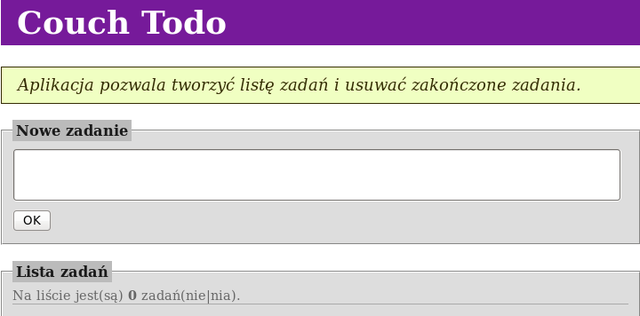 Couch Todo
Aplikacja pozwala tworzyć listę zadań i usuwać zakończone zadania.
Nowe zadanie
OK
Lista zadań
Na liście jest(są) 0 zadań(nie|nia).